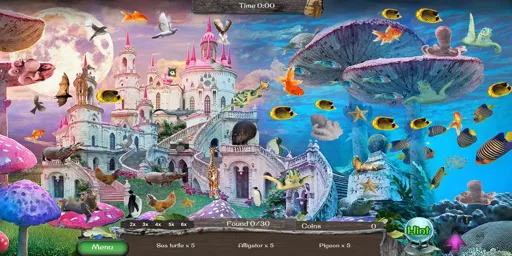 Time 0:00
2x 3x 4x 5x 6x
Found 0/30 Coins 0
Menu Sea turtle x 5 Alligator x 5 Pigeon x 5 Hint